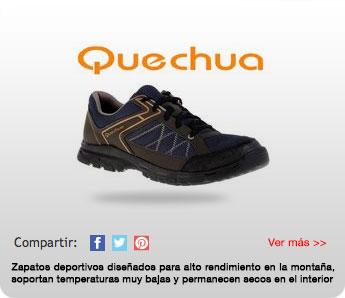 Quechua
Quechua
Compartir:
Ver más >>
Zapatos deportivos diseñados para alto rendimiento en la montaña,
soportan temperaturas muy bajas y permanecen secos en el interior